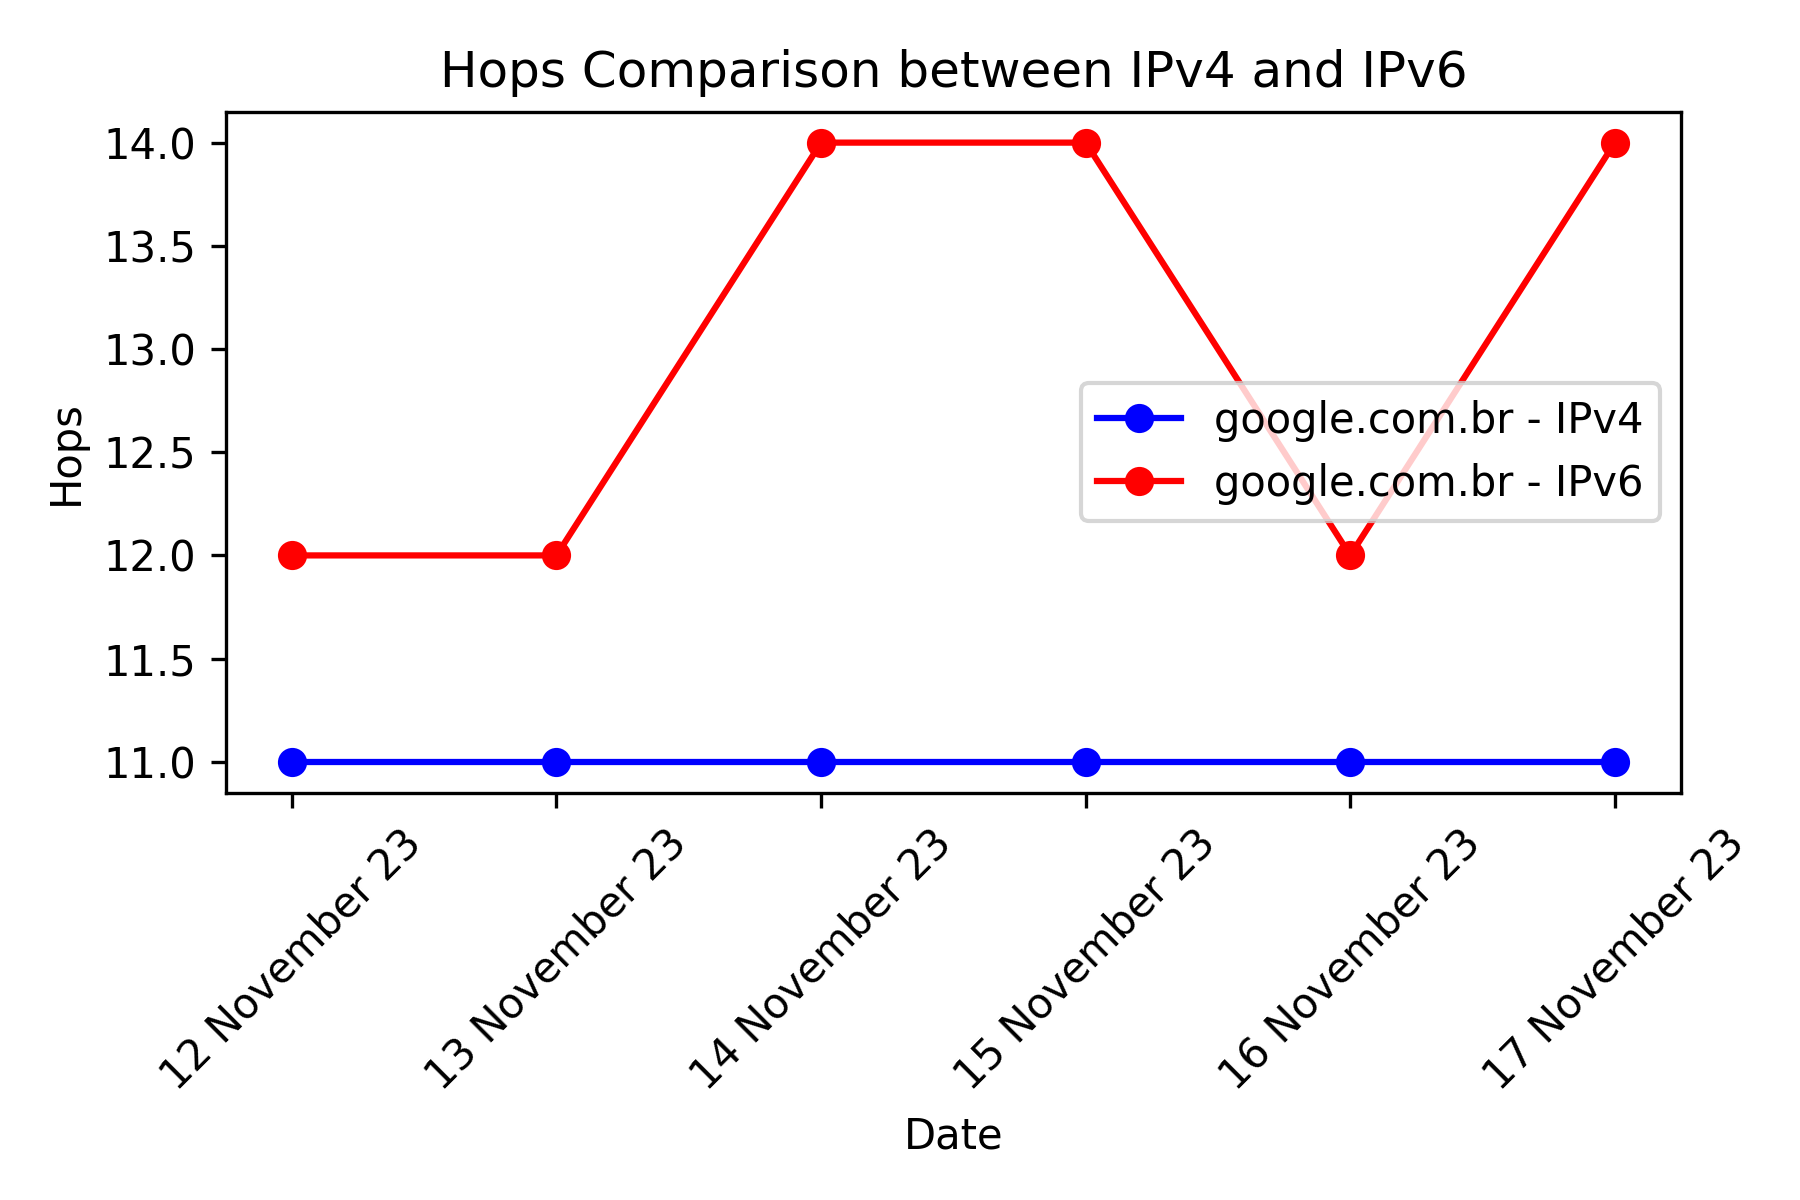 Hops Comparison between IPv4 and IPv6
14.0
13.5
13.0
12.5
12.0
11.5
11.0
Hops
google.com.br - IPv4
google.com.br - IPv6
12 November 23
13 November 23
14 November 23
15 November 23
16 November 23
17 November 23
Date